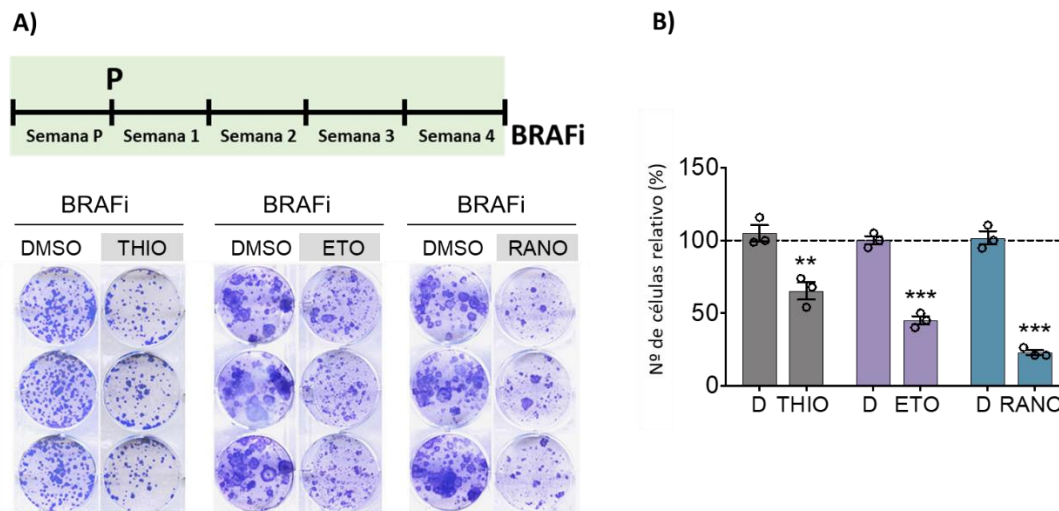 A)
P
Semana P Semana 1 Semana 2 Semana 3 Semana 4 BRAFi
BRAFi BRAFi BRAFi
DMSO THIO DMSO ETO DMSO RANO
B)
Nº de células relativo (%)
150
100
50
0
** *** ***
D THIO D ETO D RANO